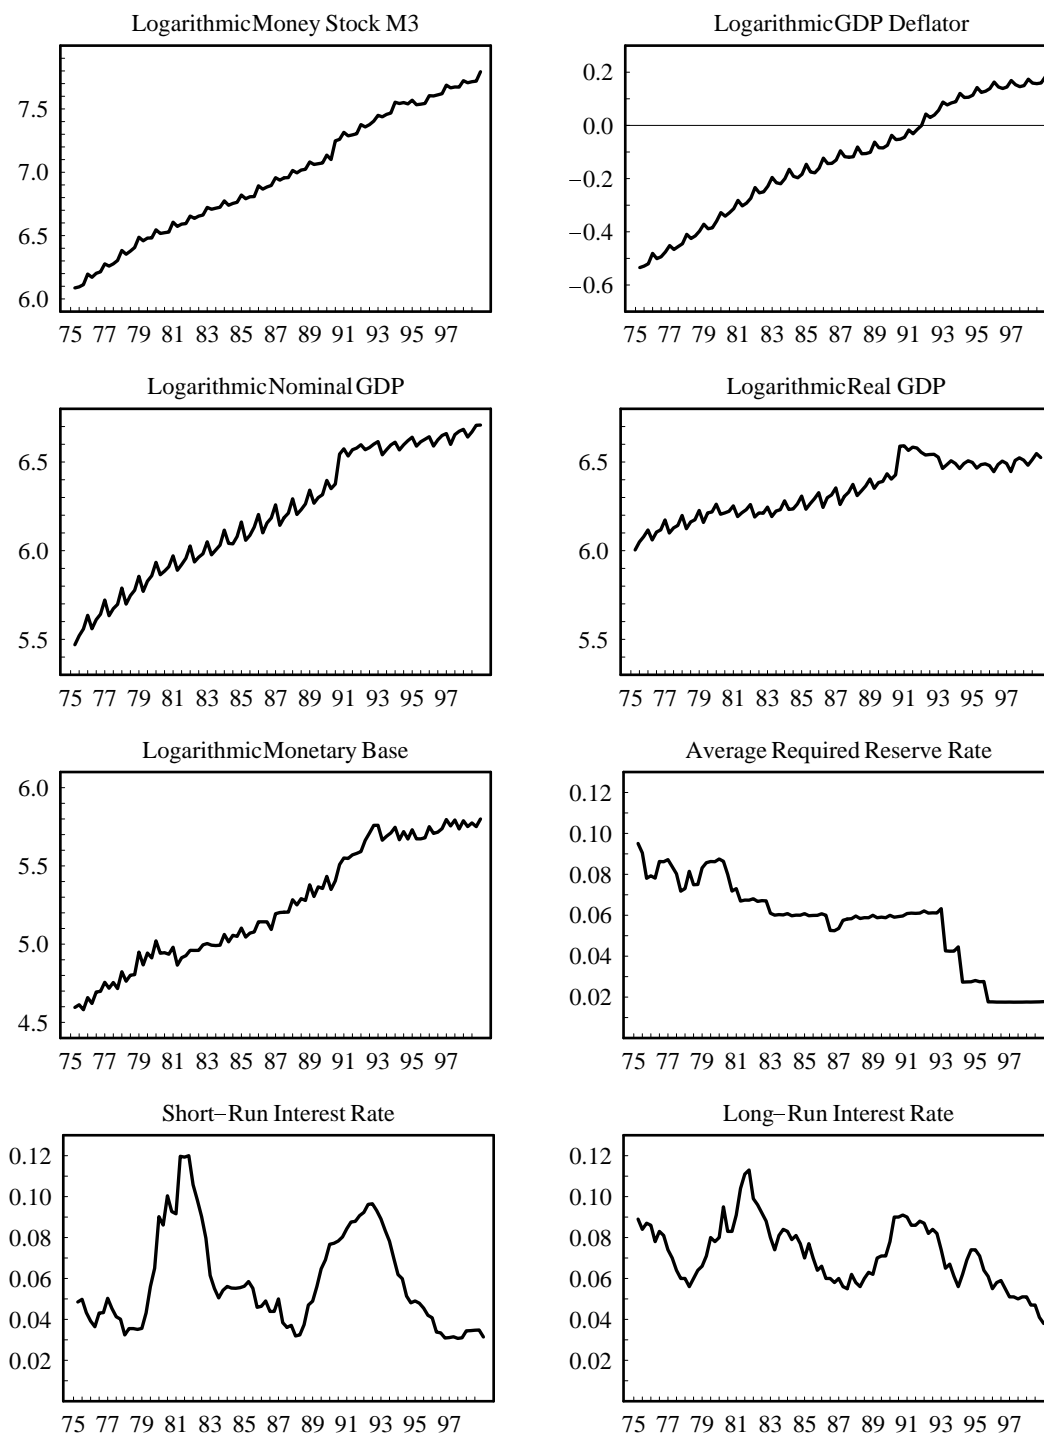 Logarithmic Money Stock M3
7.5
7.0
6.5
6.0
75 77 79 81 83 85 87 89 91 93 95 97
Logarithmic GDP Deflator
0.2
0.0
−0.2
−0.4
−0.6
75 77 79 81 83 85 87 89 91 93 95 97
Logarithmic Nominal GDP
6.5
6.0
5.5
75 77 79 81 83 85 87 89 91 93 95 97
Logarithmic Real GDP
6.5
6.0
5.5
75 77 79 81 83 85 87 89 91 93 95 97
Logarithmic Monetary Base
6.0
5.5
5.0
4.5
75 77 79 81 83 85 87 89 91 93 95 97
Average Required Reserve Rate
0.12
0.10
0.08
0.06
0.04
0.02
75 77 79 81 83 85 87 89 91 93 95 97
Short−Run Interest Rate
0.12
0.10
0.08
0.06
0.04
0.02
75 77 79 81 83 85 87 89 91 93 95 97
Long−Run Interest Rate
0.12
0.10
0.08
0.06
0.04
0.02
75 77 79 81 83 85 87 89 91 93 95 97